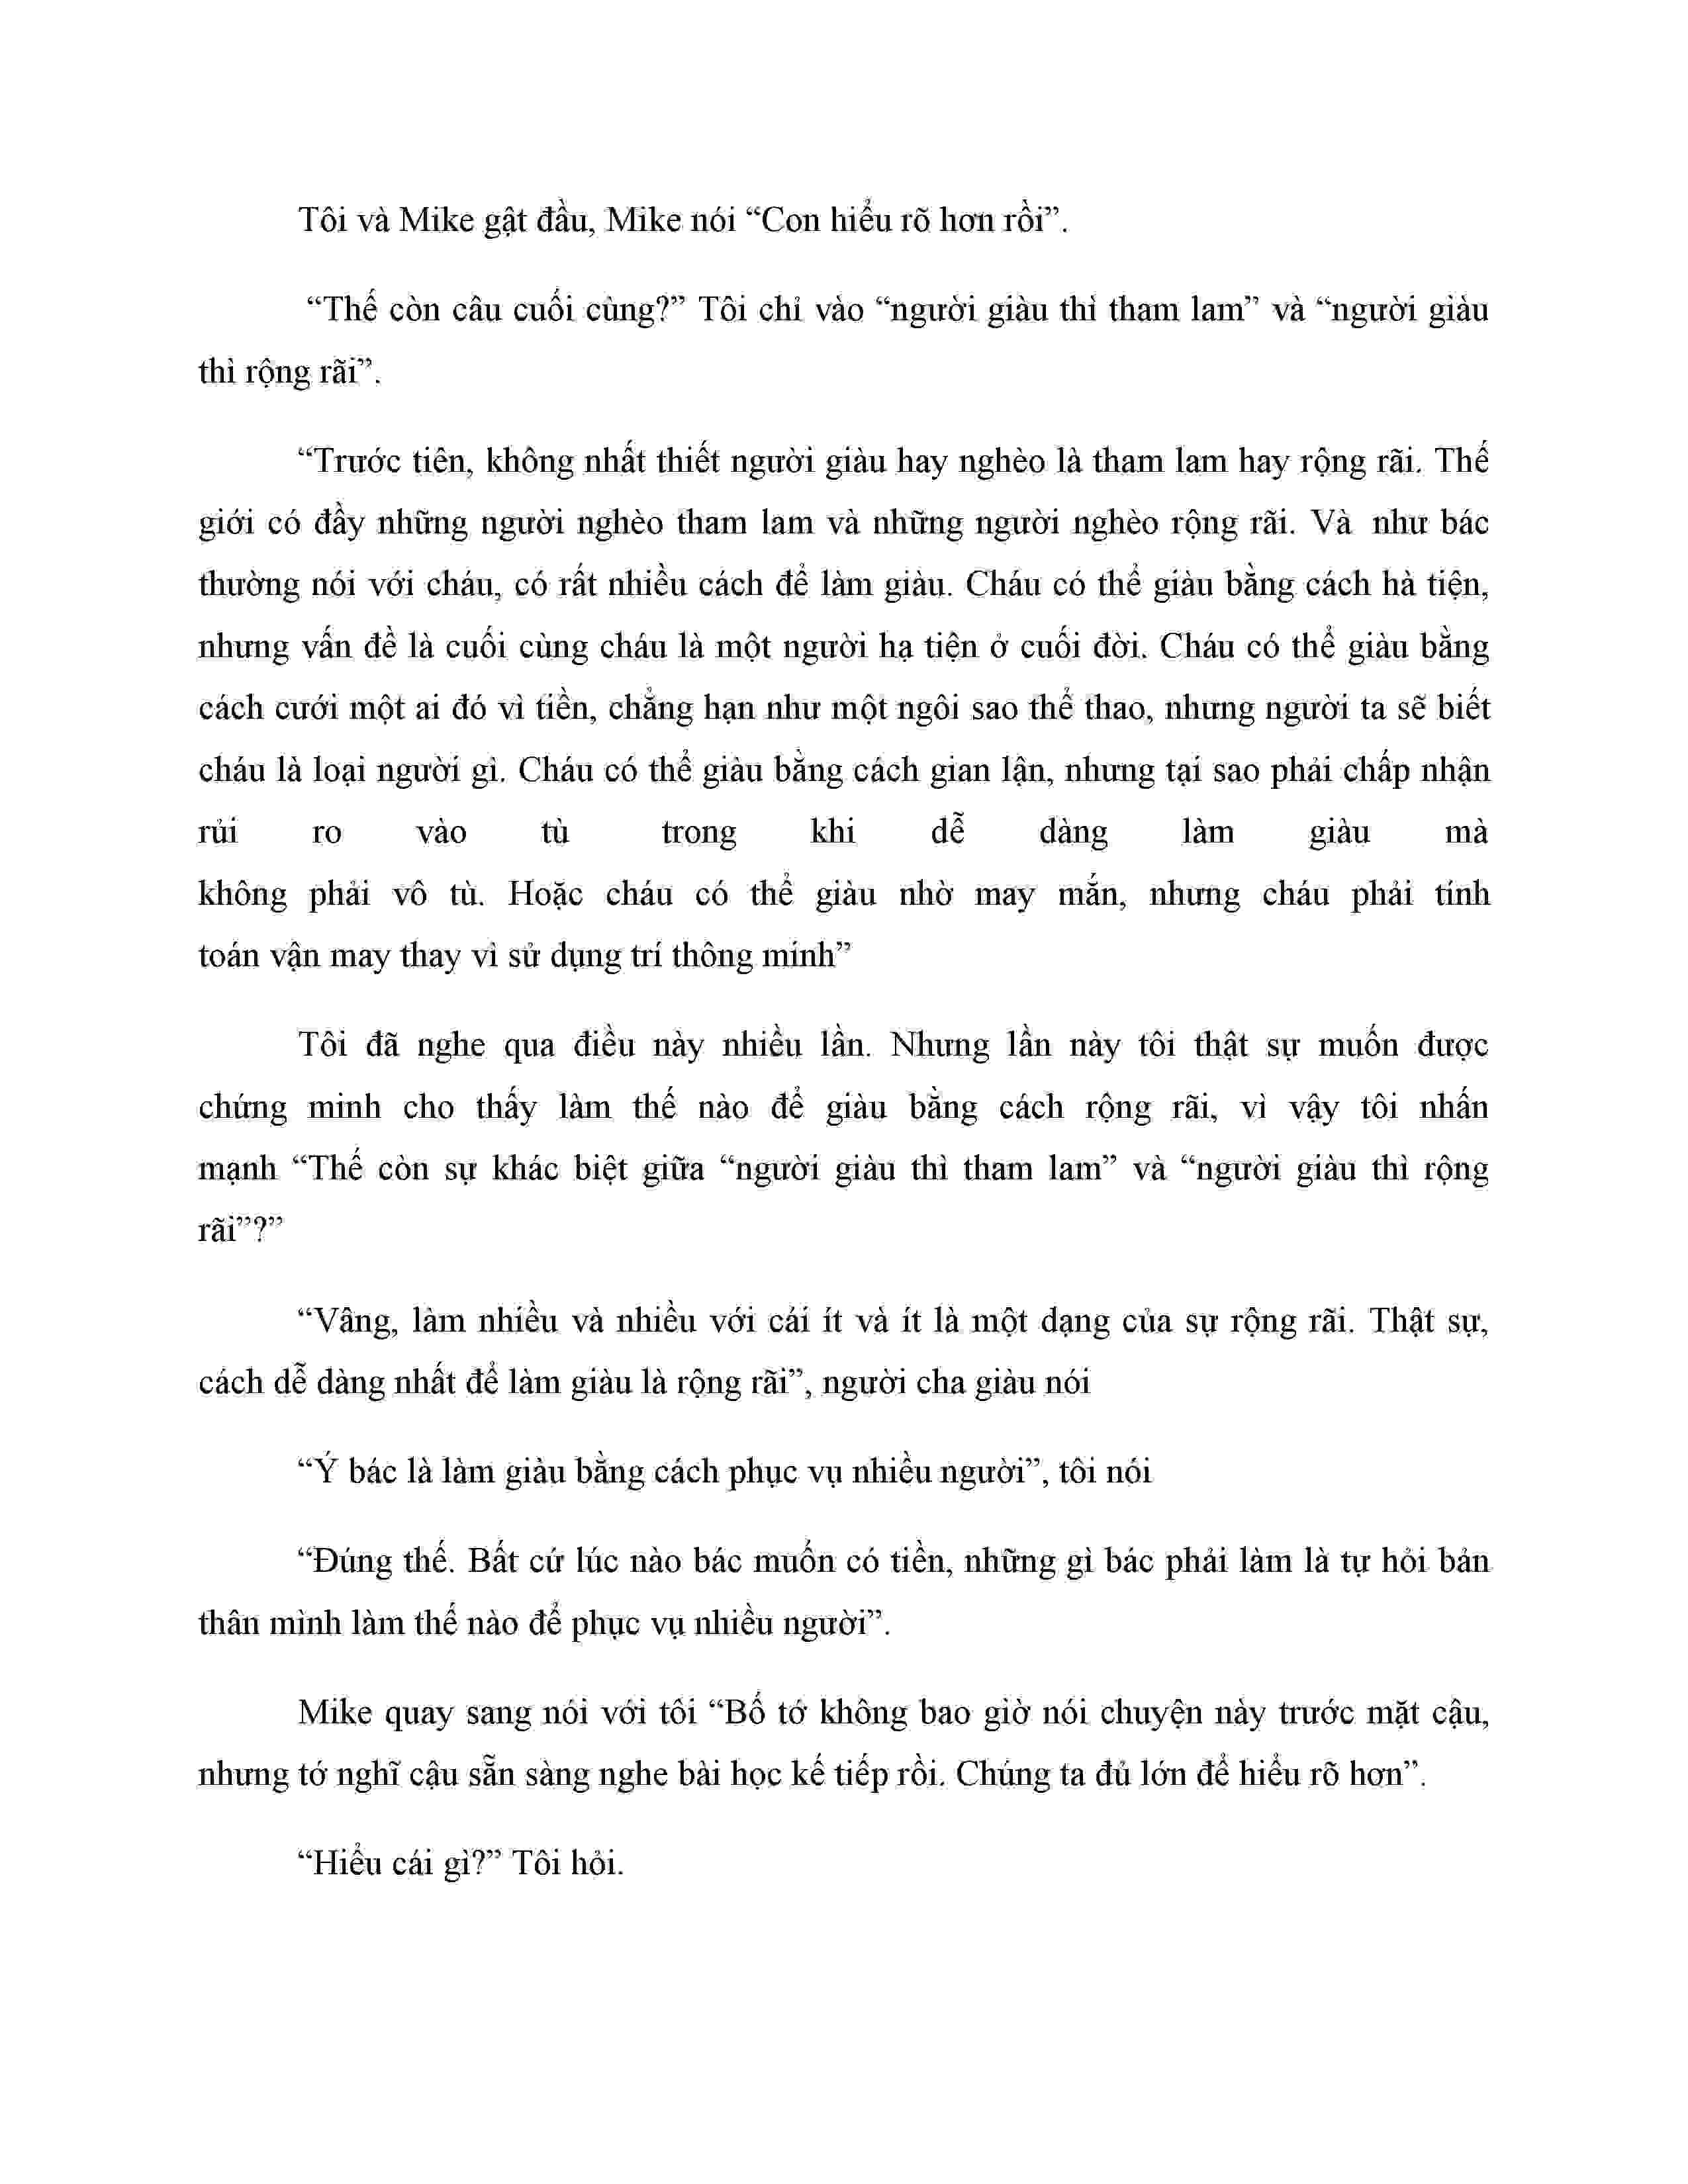 Tôi và Mike gật đầu, Mike nói “Con hiểu rõ hơn rồi”.
“Thế còn câu cuối cùng?” Tôi chỉ vào “người giàu thì tham lam” và “người giàu
thì rộng rãi”.
“Trước tiên, không nhất thiết người giàu hay nghèo là tham lam hay rộng rãi. Thế
giới có đầy những người nghèo tham lam và những người nghèo rộng rãi. Và như bác
thường nói với cháu, có rất nhiều cách để làm giàu. Cháu có thể giàu bằng cách hà tiện,
nhưng vấn đề là cuối cùng cháu là một người hạ tiện ở cuối đời. Cháu có thể giàu bằng
cách cưới một ai đó vì tiền, chẳng hạn như một ngôi sao thể thao, nhưng người ta sẽ biết
cháu là loại người gì. Cháu có thể giàu bằng cách gian lận, nhưng tại sao phải chấp nhận
rủi ro vào tù trong khi dễ dàng làm giàu mà
không phải vô tù. Hoặc cháu có thể giàu nhờ may mắn, nhưng cháu phải tính
toán vận may thay vì sử dụng trí thông minh”
Tôi đã nghe qua điều này nhiều lần. Nhưng lần này tôi thật sự muốn được
chứng minh cho thấy làm thế nào để giàu bằng cách rộng rãi, vì vậy tôi nhấn
mạnh “Thế còn sự khác biệt giữa “người giàu thì tham lam” và “người giàu thì rộng
rãi”?”
“Vâng, làm nhiều và nhiều với cái ít và ít là một dạng của sự rộng rãi. Thật sự,
cách dễ dàng nhất để làm giàu là rộng rãi”, người cha giàu nói
“Ý bác là làm giàu bằng cách phục vụ nhiều người”, tôi nói
“Đúng thế. Bất cứ lúc nào bác muốn có tiền, những gì bác phải làm là tự hỏi bản
thân mình làm thế nào để phục vụ nhiều người”.
Mike quay sang nói với tôi “Bố tớ không bao giờ nói chuyện này trước mặt cậu,
nhưng tớ nghĩ cậu sẵn sàng nghe bài học kế tiếp rồi. Chúng ta đủ lớn để hiểu rõ hơn”.
“Hiểu cái gì?” Tôi hỏi.